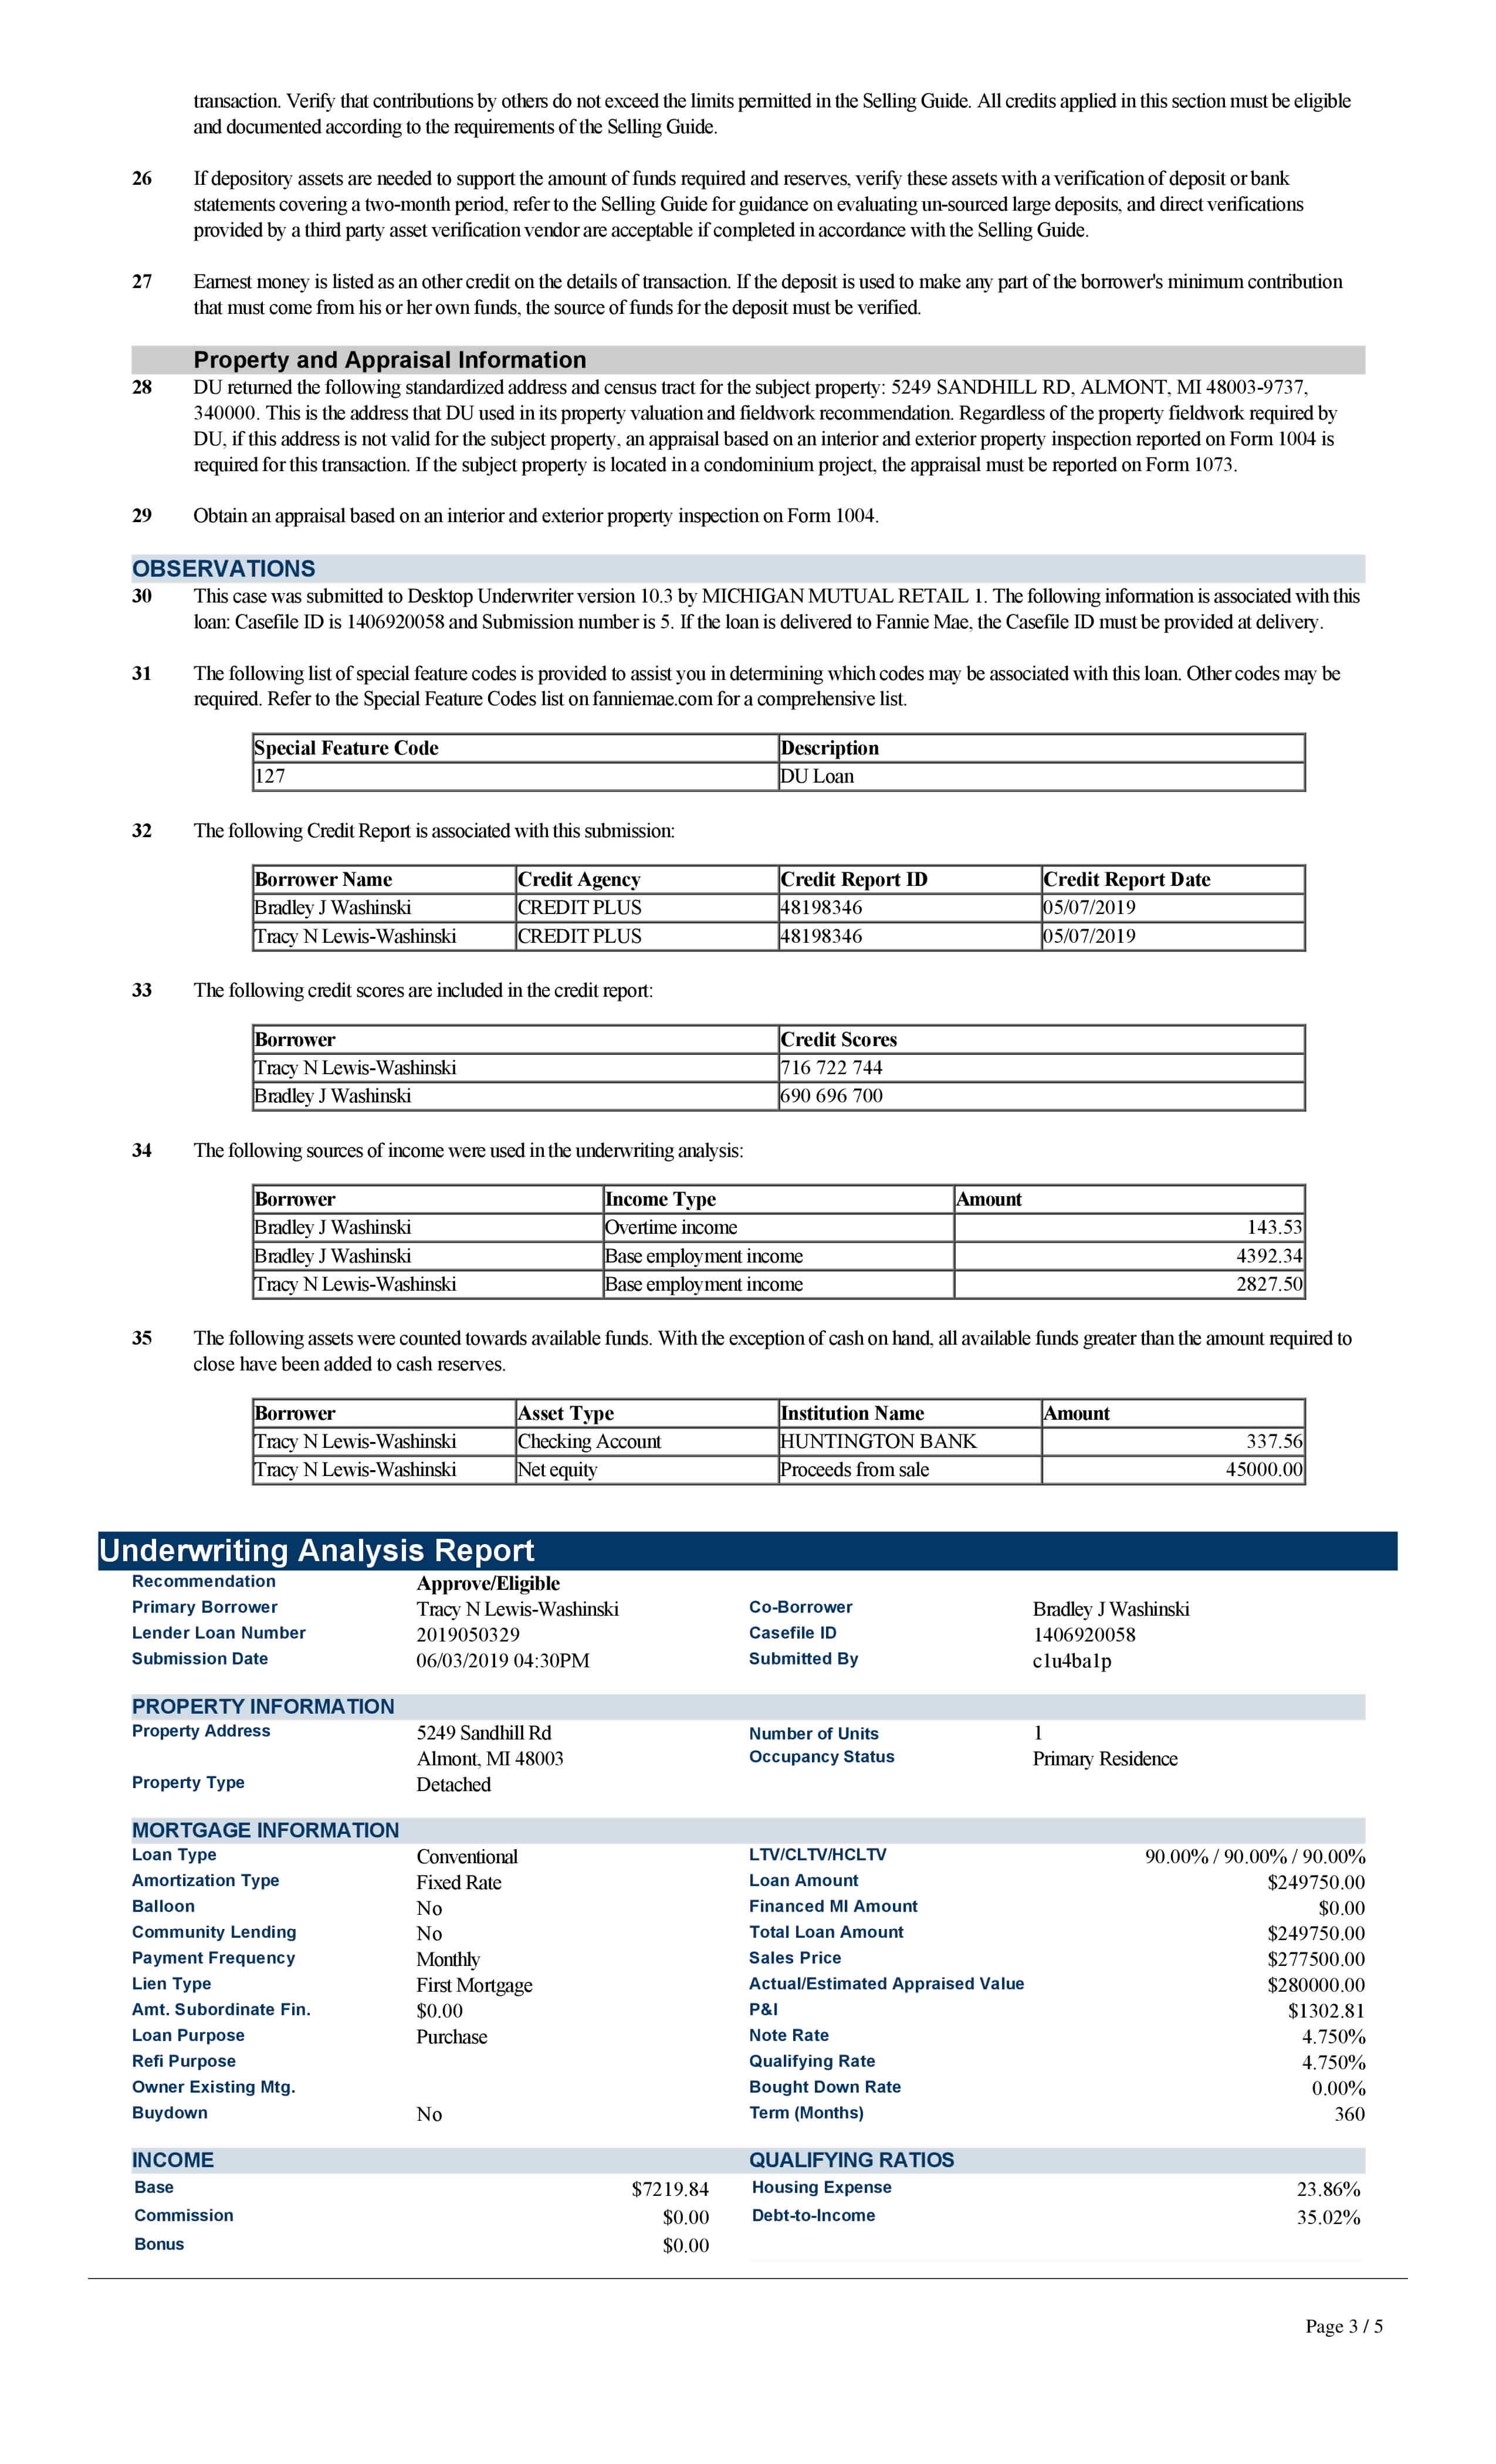 transaction. Verify that contributions by others do not exceed the limits permitted in the Selling Guide. All credits applied in this section must be eligible
and documented according to the requirements of the Selling Guide.
26 If depository assets are needed to support the amount of funds required and reserves, verify these assets with a verification of deposit or bank
statements covering a two-month period, refer to the Selling Guide for guidance on evaluating un-sourced large deposits, and direct verifications
provided by a third party asset verification vendor are acceptable if completed in accordance with the Selling Guide.
27 Earnest money is listed as an other credit on the details of transaction. If the deposit is used to make any part of the borrower's minimum contribution
that must come from his or her own funds, the source of funds for the deposit must be verified.
Property and Appraisal Information
28 DU returned the following standardized address and census tract for the subject property: 5249 SANDHILL RD, ALMONT, MI 48003-9737,
340000. This is the address that DU used in its property valuation and fieldwork recommendation. Regardless of the property fieldwork required by
DU, if this address is not valid for the subject property, an appraisal based on an interior and exterior property inspection reported on Form 1004 is
required for this transaction. If the subject property is located in a condominium project, the appraisal must be reported on Form 1073.
29 Obtain an appraisal based on an interior and exterior property inspection on Form 1004.
OBSERVATIONS
30 This case was submitted to Desktop Underwriter version 10.3 by MICHIGAN MUTUAL RETAIL 1. The following information is associated with this
loan: Casefile ID is 1406920058 and Submission number is 5. If the loan is delivered to Fannie Mae, the Casefile ID must be provided at delivery.
31 The following list of special feature codes is provided to assist you in determining which codes may be associated with this loan. Other codes may be
required. Refer to the Special Feature Codes list on fanniemae.com for a comprehensive list.
Special Feature Code Description
127 DU Loan
32 The following Credit Report is associated with this submission:
Borrower Name Credit Agency Credit Report ID Credit Report Date
Bradley J Washinski CREDIT PLUS 48198346 05/07/2019
Tracy N Lewis-Washinski CREDIT PLUS 48198346 05/07/2019
33 The following credit scores are included in the credit report:
Borrower Credit Scores
Tracy N Lewis-Washinski 716 722 744
Bradley J Washinski 690 696 700
34 The following sources of income were used in the underwriting analysis:
Borrower Income Type Amount
Bradley J Washinski Overtime income 143.53
Bradley J Washinski Base employment income 4392.34
Tracy N Lewis-Washinski Base employment income 2827.50
35 The following assets were counted towards available funds. With the exception of cash on hand, all available funds greater than the amount required to
close have been added to cash reserves.
Borrower Asset Type Institution Name Amount
Tracy N Lewis-Washinski Checking Account HUNTINGTON BANK 337.56
Tracy N Lewis-Washinski Net equity Proceeds from sale 45000.00
Underwriting Analysis Report
Recommendation Approve/Eligible
Primary Borrower Tracy N Lewis-Washinski Co-Borrower Bradley J Washinski
Lender Loan Number 2019050329 Casefile ID 1406920058
Submission Date 06/03/2019 04:30PM Submitted By c1u4ba1p
PROPERTY INFORMATION
Property Address 5249 Sandhill Rd Number of Units 1
Almont, MI 48003 Occupancy Status Primary Residence
Property Type Detached
MORTGAGE INFORMATION
Loan Type Conventional LTV/CLTV/HCLTV 90.00% / 90.00% / 90.00%
Amortization Type Fixed Rate Loan Amount $249750.00
Balloon No Financed MI Amount $0.00
Community Lending No Total Loan Amount $249750.00
Payment Frequency Monthly Sales Price $277500.00
Lien Type First Mortgage Actual/Estimated Appraised Value $280000.00
Amt. Subordinate Fin. $0.00 P&I $1302.81
Loan Purpose Purchase Note Rate 4.750%
Refi Purpose Qualifying Rate 4.750%
Owner Existing Mtg. Bought Down Rate 0.00%
Buydown No Term (Months) 360
INCOME QUALIFYING RATIOS
Base $7219.84 Housing Expense 23.86%
Commission $0.00 Debt-to-Income 35.02%
Bonus $0.00
Page 3 / 5